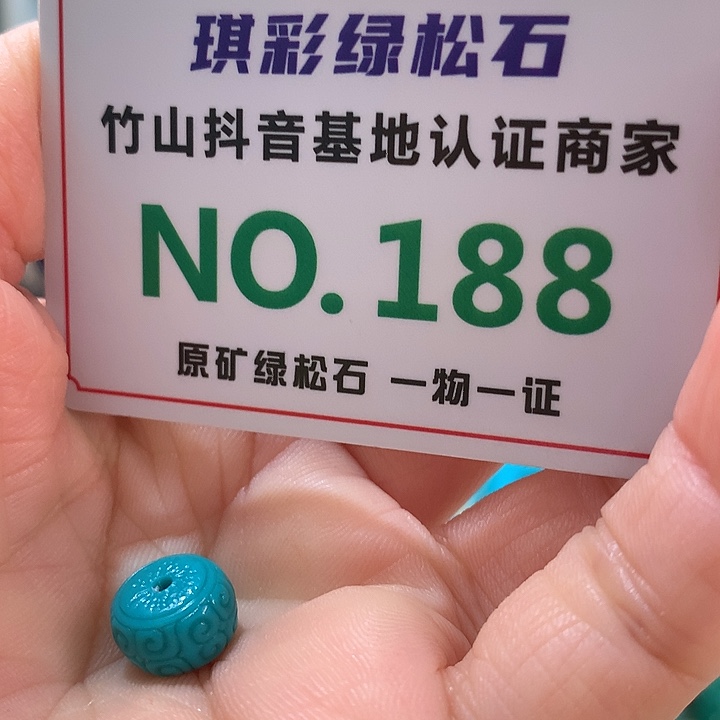 琪彩绿松石
竹山抖音基地认证商家
NO.188
原矿绿松石 一物一证